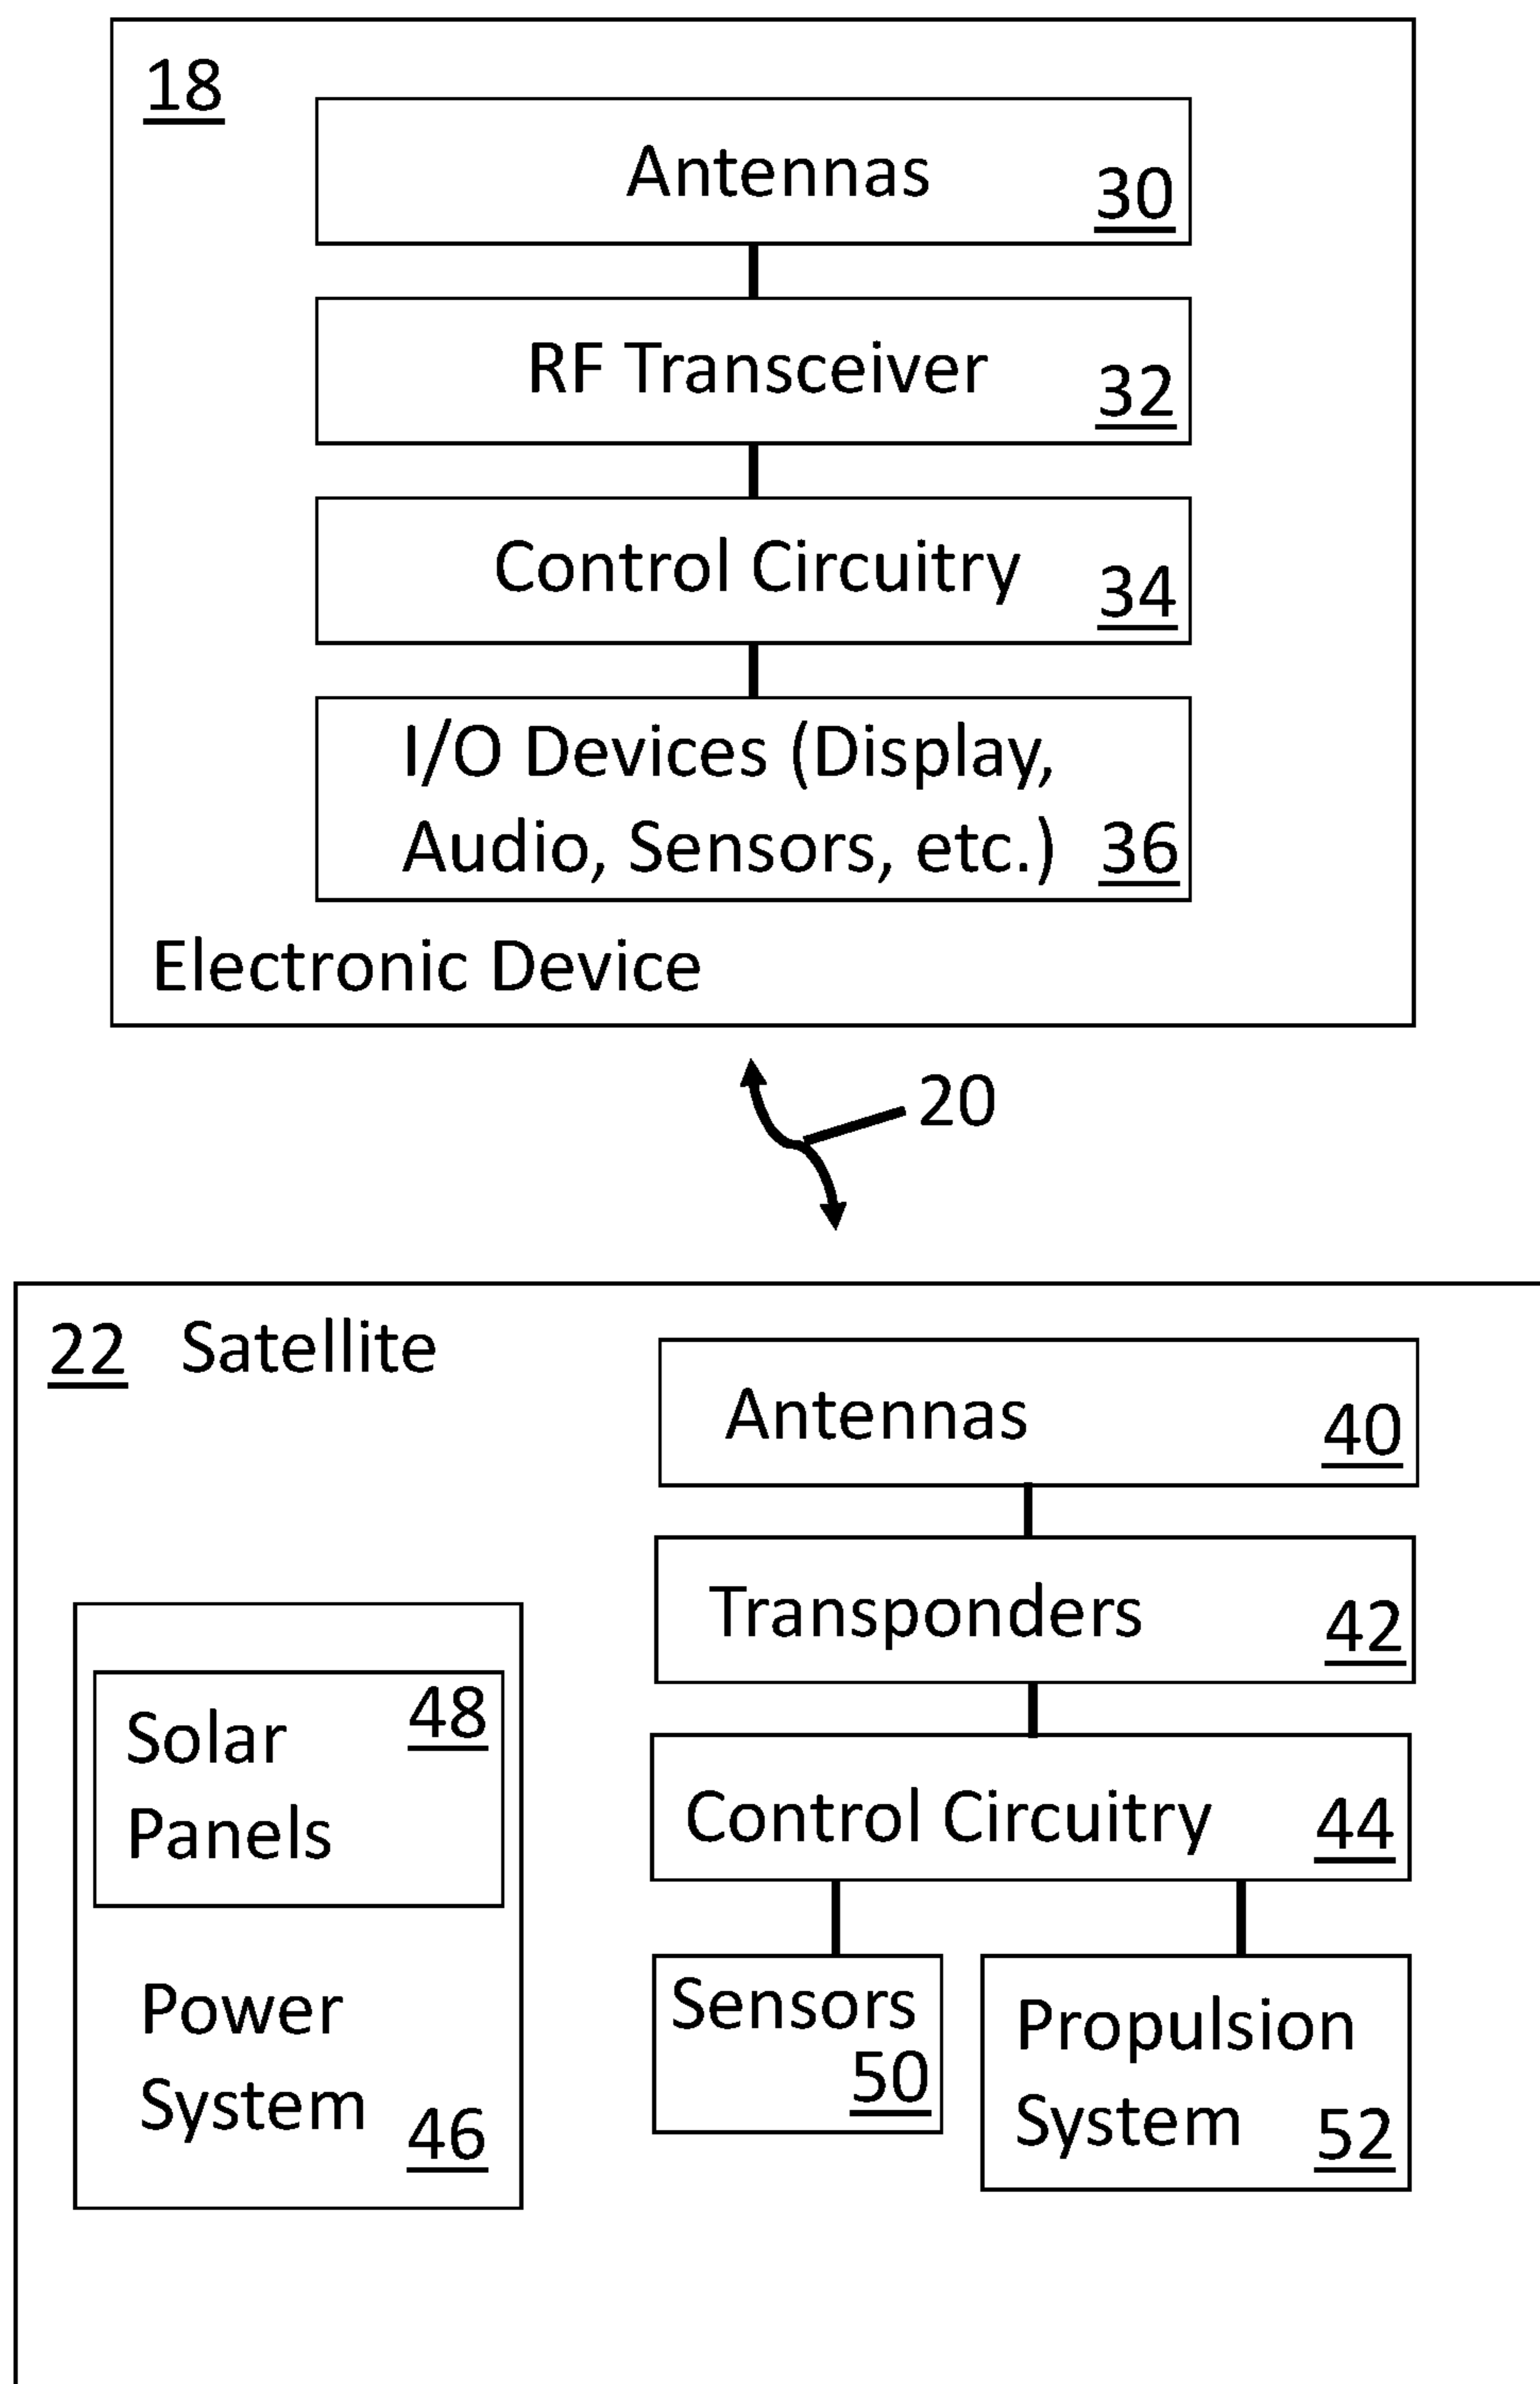 18
Antennas 30
RF Transceiver 32
Control Circuitry 34
I/O Devices (Display,
Audio, Sensors, etc.) 36
Electronic Device
20
22 Satellite
Antennas 40
Transponders 42
Control Circuitry 44
Solar 48
Panels
Power
System 46
Sensors
50
Propulsion
System 52